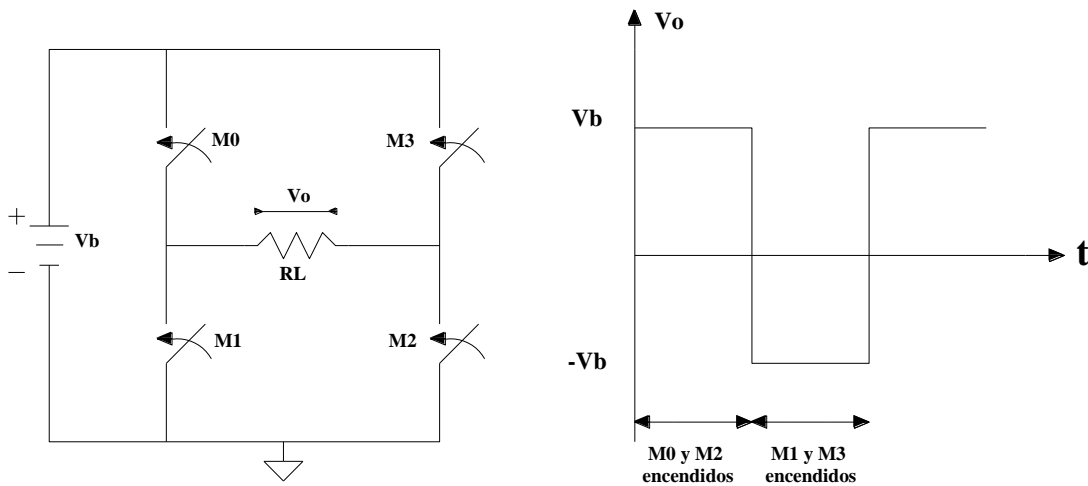 M0
M3
Vo
+
Vb
−
RL
M1
M2
Vo
Vb
t
-Vb
M0 y M2
encendidos
M1 y M3
encendidos